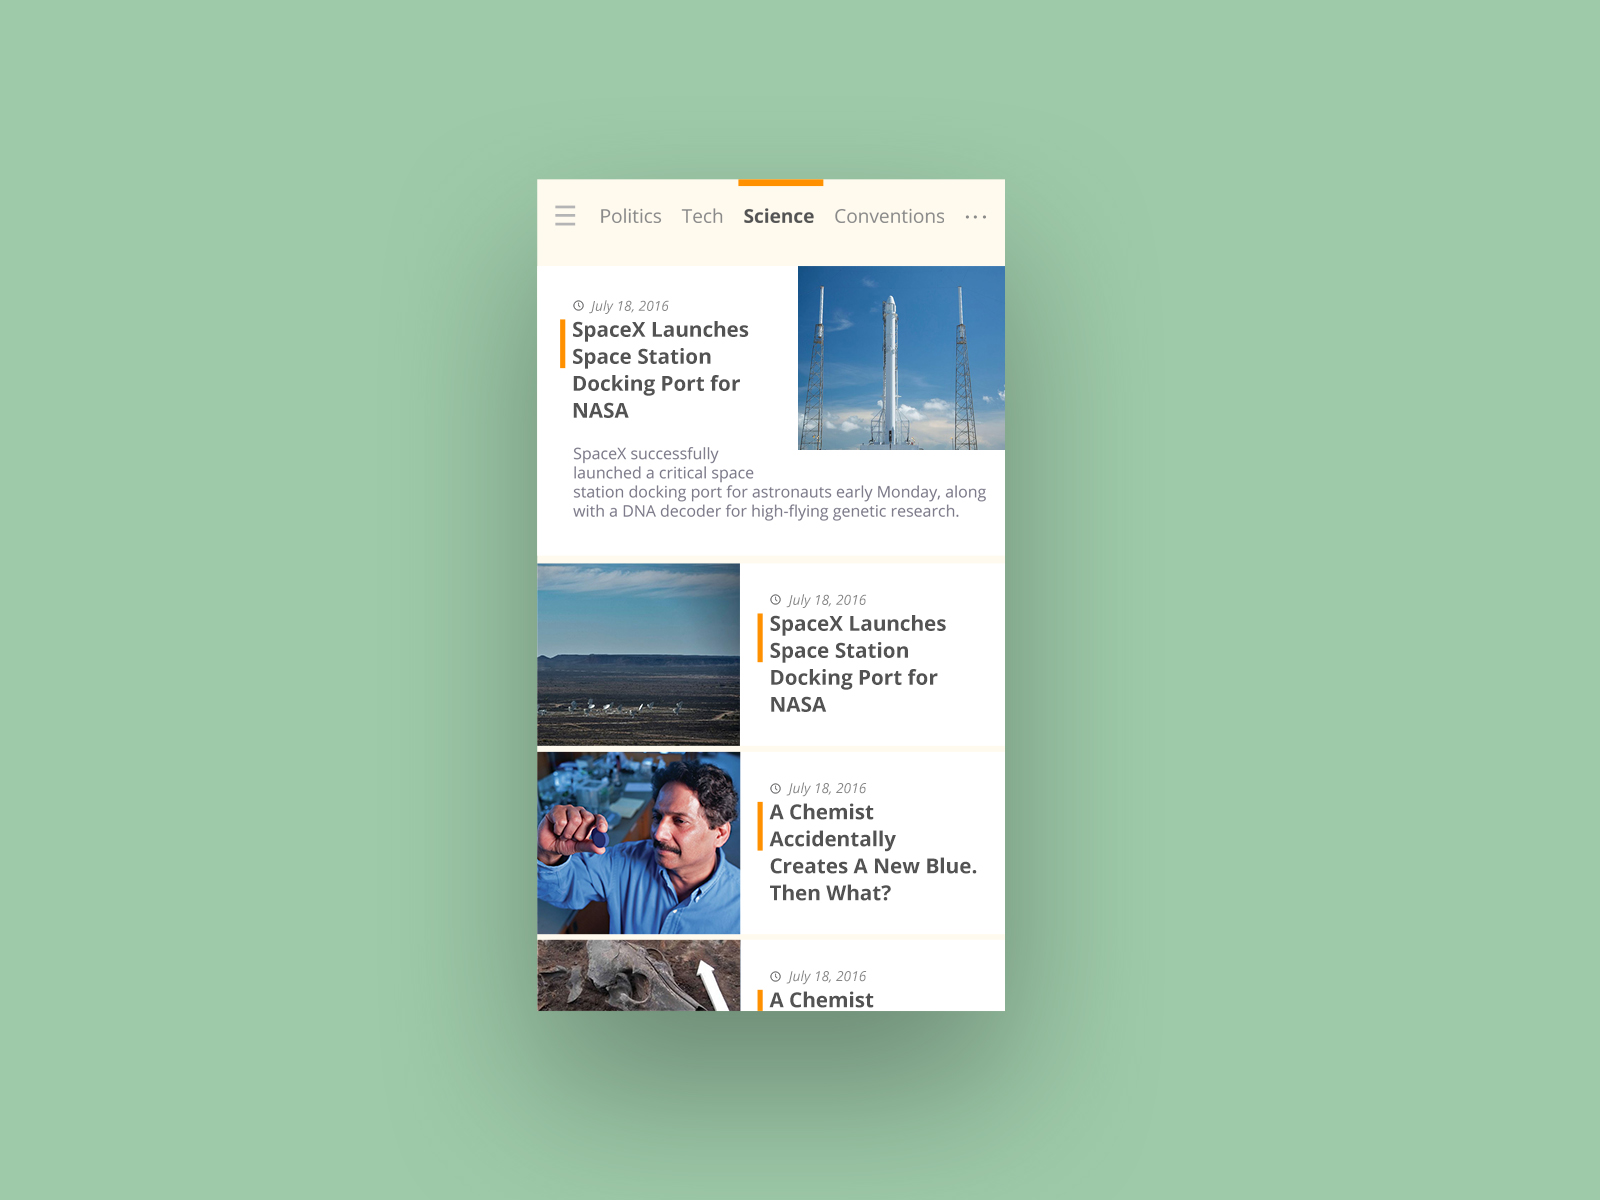 Politics Tech Science Conventions ...
July 18, 2016
SpaceX Launches
Space Station
Docking Port for
NASA
SpaceX successfully
launched a critical space
station docking port for astronauts early Monday, along
with a DNA decoder for high-flying genetic research.
July 18, 2016
SpaceX Launches
Space Station
Docking Port for
NASA
July 18, 2016
A Chemist
Accidentally
Creates A New Blue.
Then What?
July 18, 2016
A Chemist